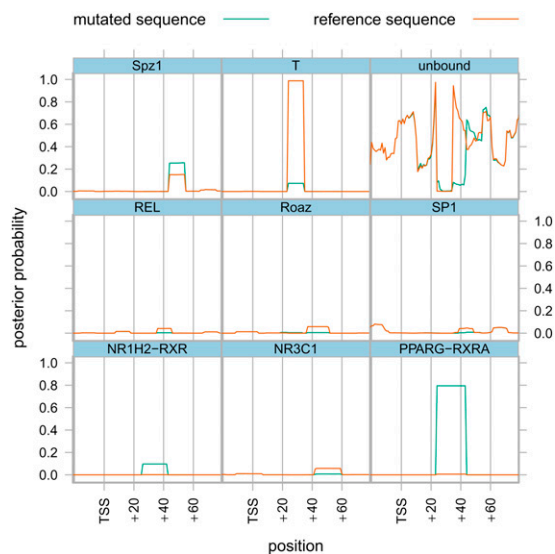 mutated sequence reference sequence
Spz1 T unbound
1.0
0.8
0.6
0.4
0.2
0.0
REL Roaz SP1
1.0
0.8
0.6
0.4
0.2
0.0
NR1H2-RXR NR3C1 PPARG-RXRA
1.0
0.8
0.6
0.4
0.2
0.0
posterior probability
TSS +20 +40 +60 TSS +20 +40 +60 TSS +20 +40 +60
position